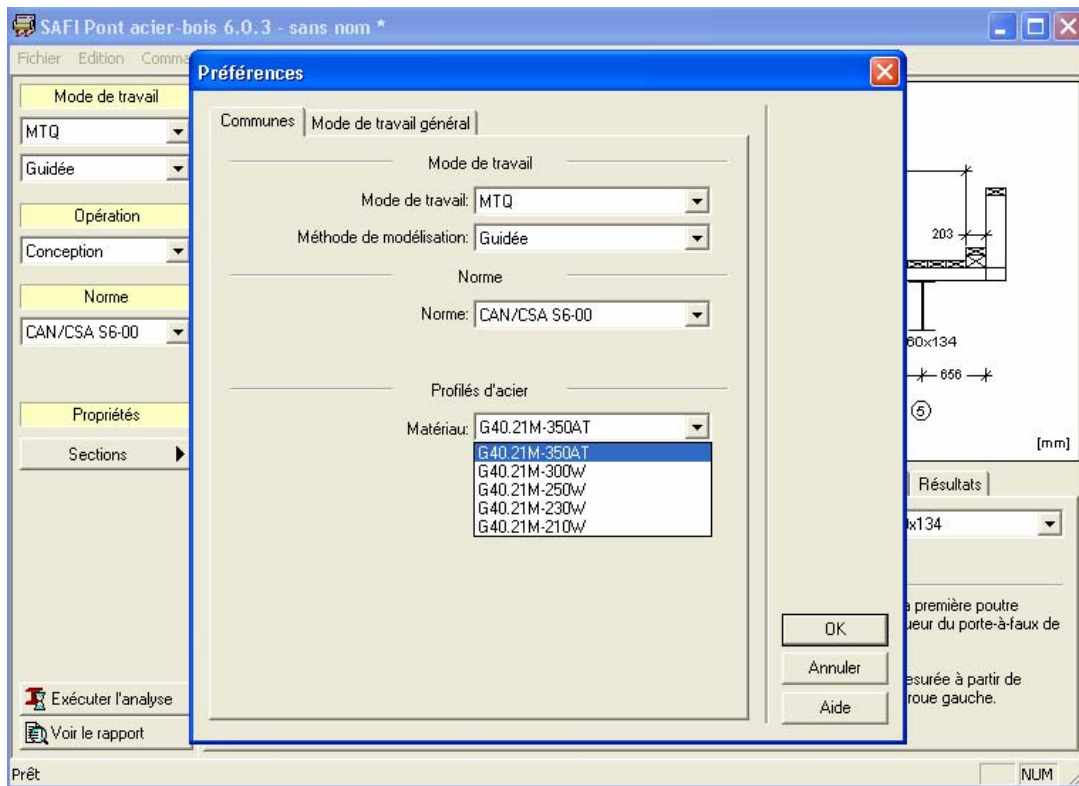 SAFI Pont acier-bois 6.0.3 - sans nom *
Fichier Edition
Mode de travail
MTQ
Guidée
Opération
Conception
Norme
CAN/CSA S6-00
Propriétés
Sections
Exécuter l'analyse
Voir le rapport
Prêt
Préférences
Communes
Mode de travail général
Mode de travail
Mode de travail: MTQ
Méthode de modélisation: Guidée
Norme
Norme: CAN/CSA S6-00
Profilés d'acier
Matériau: G40.21M-350AT
G40.21M-350AT
G40.21M-300W
G40.21M-250W
G40.21M-230W
G40.21M-210W
OK
Annuler
Aide
203
60x134
656
5
[mm]
Résultats
x134
première poutre
du porte-à-faux de
à partir de
roue gauche.
NUM